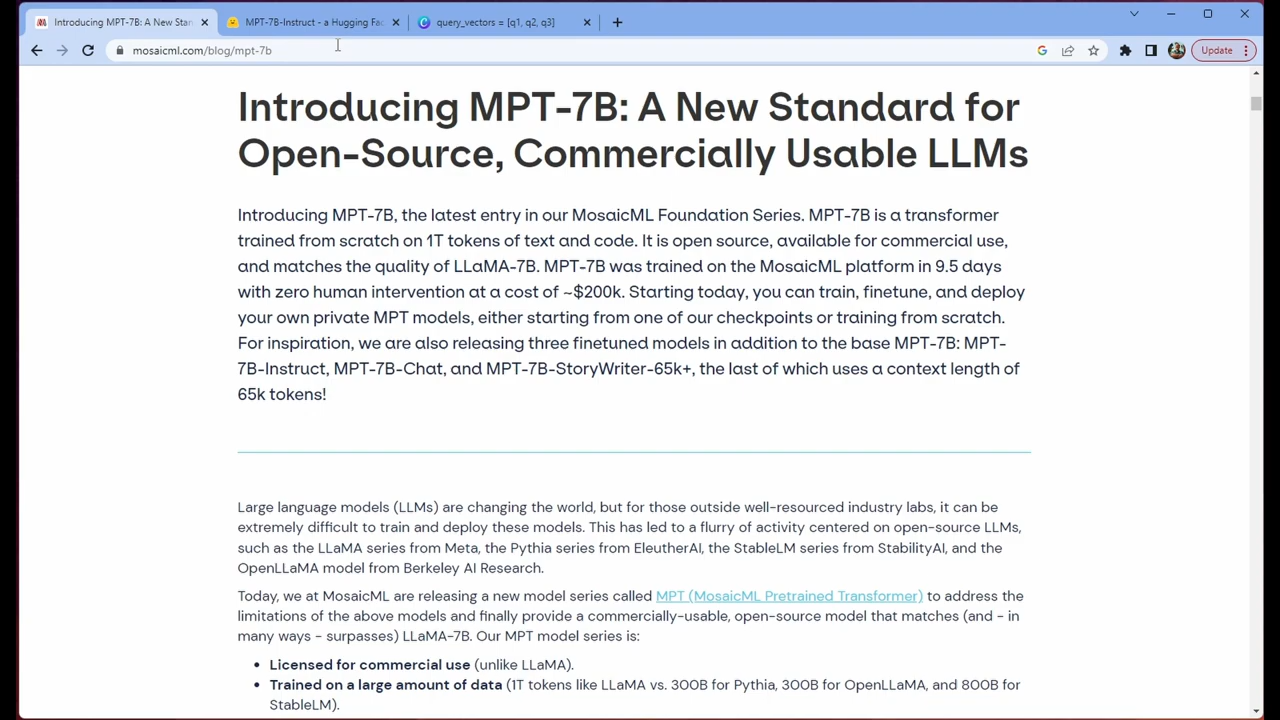 Introducing MPT-7B: A New Stan
MPT-7B-Instruct - a Hugging Fac
query_vectors = [q1, q2, q3]
mosaicml.com/blog/mpt-7b
Update
Introducing MPT-7B: A New Standard for
Open-Source, Commercially Usable LLMs
Introducing MPT-7B, the latest entry in our MosaicML Foundation Series. MPT-7B is a transformer
trained from scratch on 1T tokens of text and code. It is open source, available for commercial use,
and matches the quality of LLaMA-7B. MPT-7B was trained on the MosaicML platform in 9.5 days
with zero human intervention at a cost of ~$200k. Starting today, you can train, finetune, and deploy
your own private MPT models, either starting from one of our checkpoints or training from scratch.
For inspiration, we are also releasing three finetuned models in addition to the base MPT-7B: MPT-
7B-Instruct, MPT-7B-Chat, and MPT-7B-StoryWriter-65k+, the last of which uses a context length of
65k tokens!
Large language models (LLMs) are changing the world, but for those outside well-resourced industry labs, it can be
extremely difficult to train and deploy these models. This has led to a flurry of activity centered on open-source LLMs,
such as the LLaMA series from Meta, the Pythia series from EleutherAI, the StableLM series from StabilityAI, and the
OpenLLaMA model from Berkeley AI Research.
Today, we at MosaicML are releasing a new model series called MPT (MosaicML Pretrained Transformer) to address the
limitations of the above models and finally provide a commercially-usable, open-source model that matches (and - in
many ways - surpasses) LLaMA-7B. Our MPT model series is:
• Licensed for commercial use (unlike LLaMA).
• Trained on a large amount of data (1T tokens like LLaMA vs. 300B for Pythia, 300B for OpenLLaMA, and 800B for
StableLM).